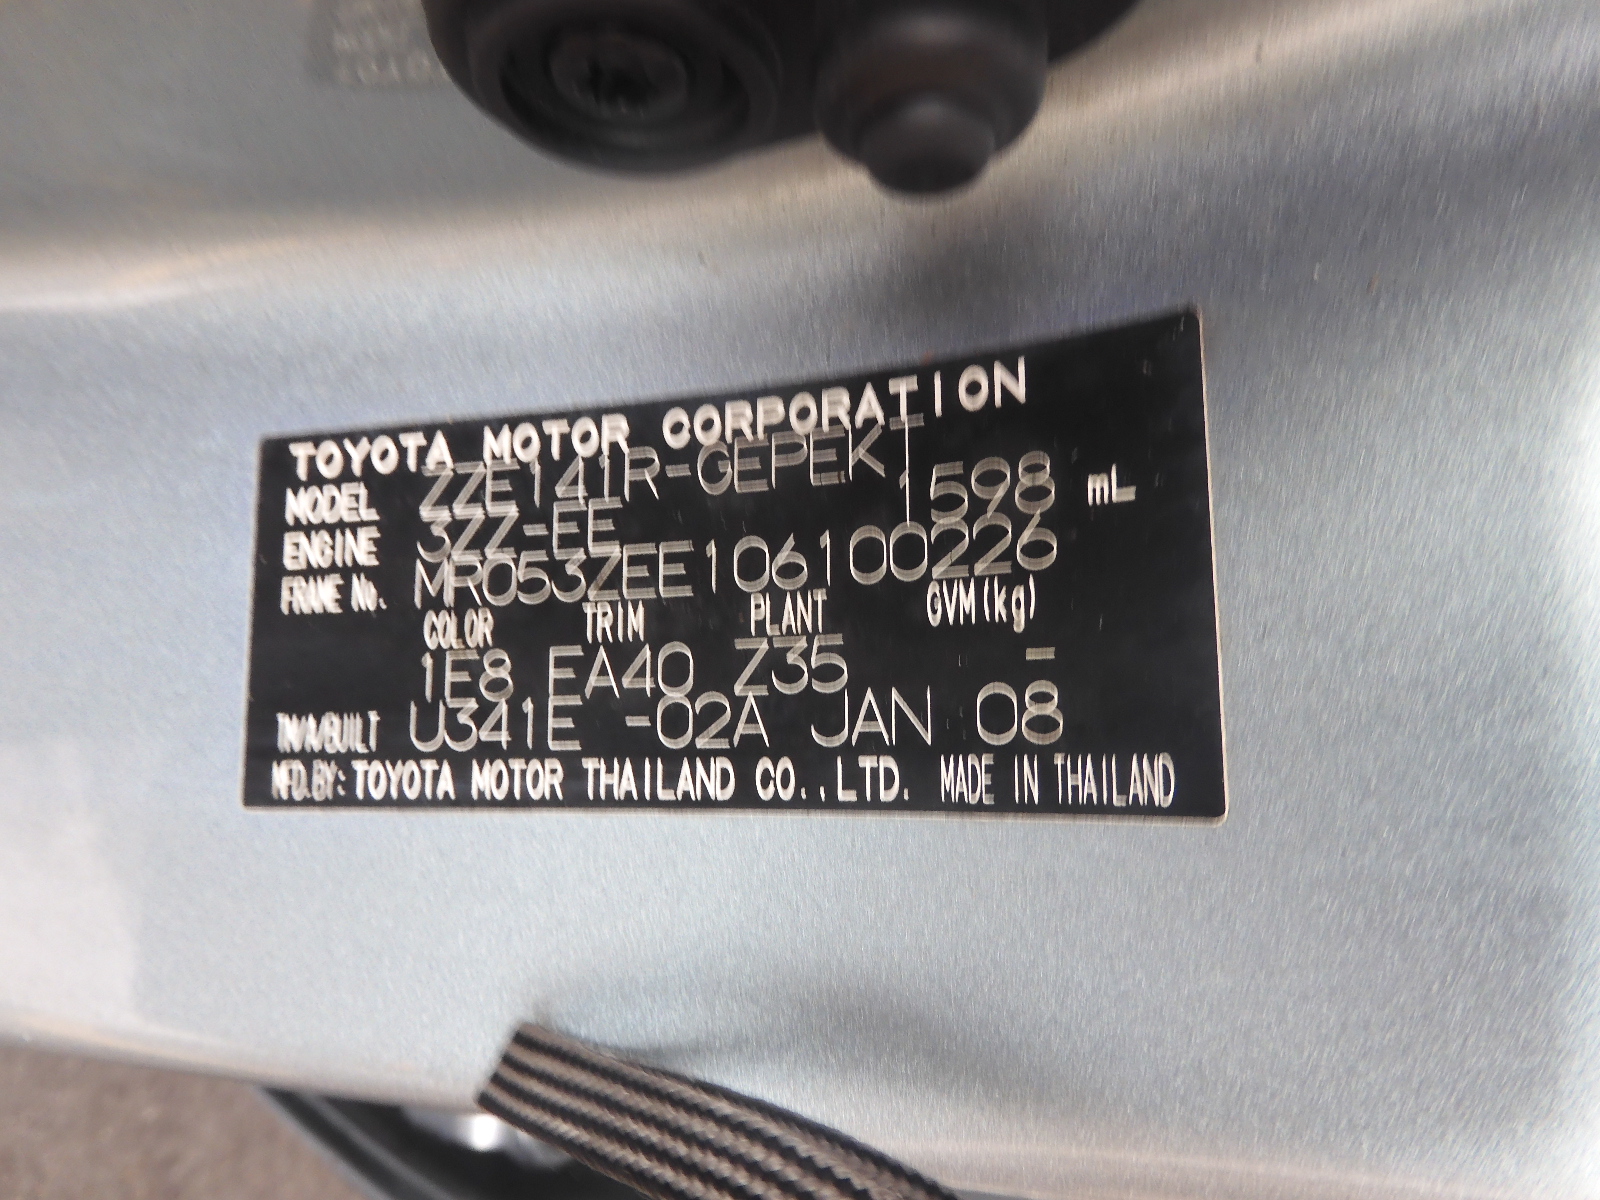 TOYOTA MOTOR CORPORATION
MODEL ZZE141R-GEPEKT
ENGINE 3ZZ-EE 1598 mL
FRAME No. MR053ZEE106100226
COLOR TRIM PLANT GVM(kg)
1E8 EA40 Z35 -
TM/A/BUILT U341E -02A JAN 08
MFD.BY: TOYOTA MOTOR THAILAND CO.,LTD. MADE IN THAILAND